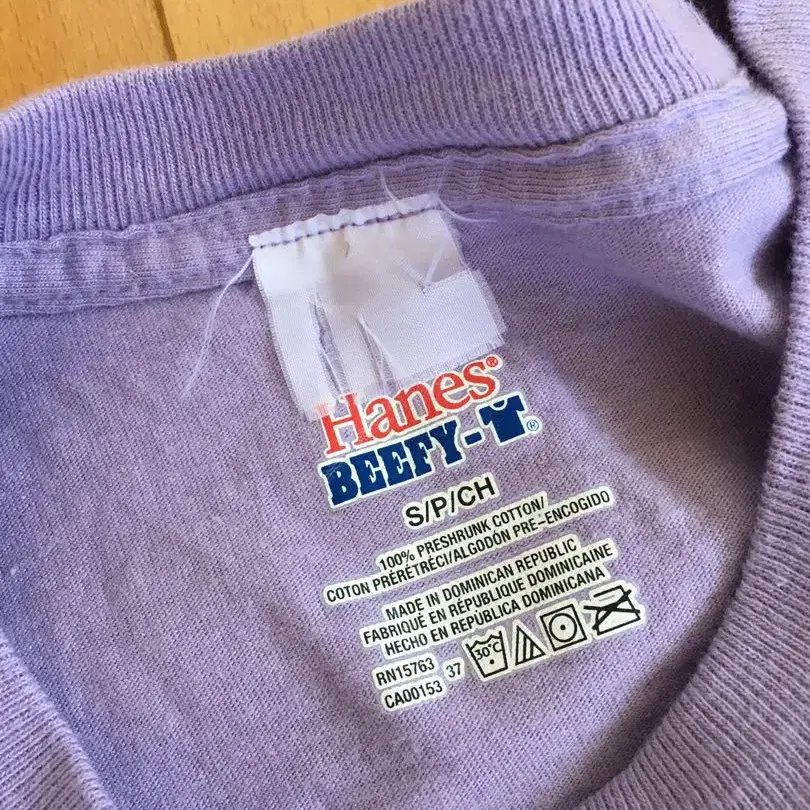 Hanes®
BEEFY-T®
S/P/CH
100% PRESHRUNK COTTON/
COTON PRÉRÉTRÉCI/ALGODÓN PRE-ENCOGIDO
MADE IN DOMINICAN REPUBLIC
FABRIQUÉ EN RÉPUBLIQUE DOMINICAINE
HECHO EN REPÚBLICA DOMINICANA
30°C
RN15763
CA00153 37